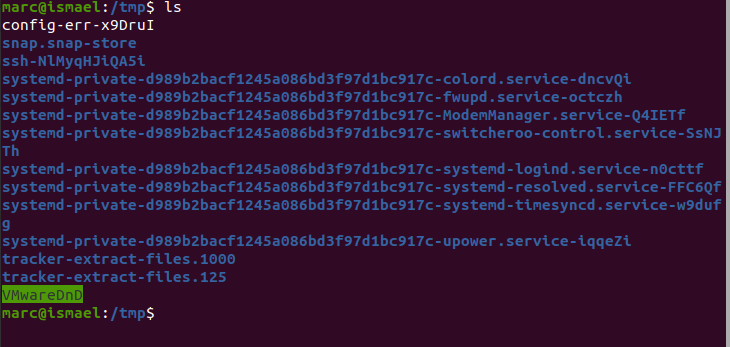 marc@ismael:/tmp$ ls
config-err-x9DruI
snap.snap-store
ssh-NlMyqHJiQA5i
systemd-private-d989b2bacf1245a086bd3f97d1bc917c-colord.service-dncvQi
systemd-private-d989b2bacf1245a086bd3f97d1bc917c-fwupd.service-octczh
systemd-private-d989b2bacf1245a086bd3f97d1bc917c-ModemManager.service-Q4IETf
systemd-private-d989b2bacf1245a086bd3f97d1bc917c-switcheroo-control.service-SsNJ
Th
systemd-private-d989b2bacf1245a086bd3f97d1bc917c-systemd-logind.service-n0cttf
systemd-private-d989b2bacf1245a086bd3f97d1bc917c-systemd-resolved.service-FFC6Qf
systemd-private-d989b2bacf1245a086bd3f97d1bc917c-systemd-timesyncd.service-w9duf
g
systemd-private-d989b2bacf1245a086bd3f97d1bc917c-upower.service-iqqeZi
tracker-extract-files.1000
tracker-extract-files.125
VMwareDnD
marc@ismael:/tmp$